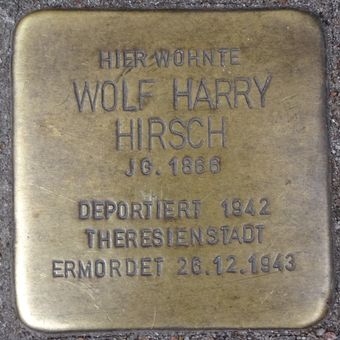 HIER WOHNTE
WOLF HARRY
HIRSCH
JG. 1866
DEPORTIERT 1942
THERESIENSTADT
ERMORDET 26.12.1943